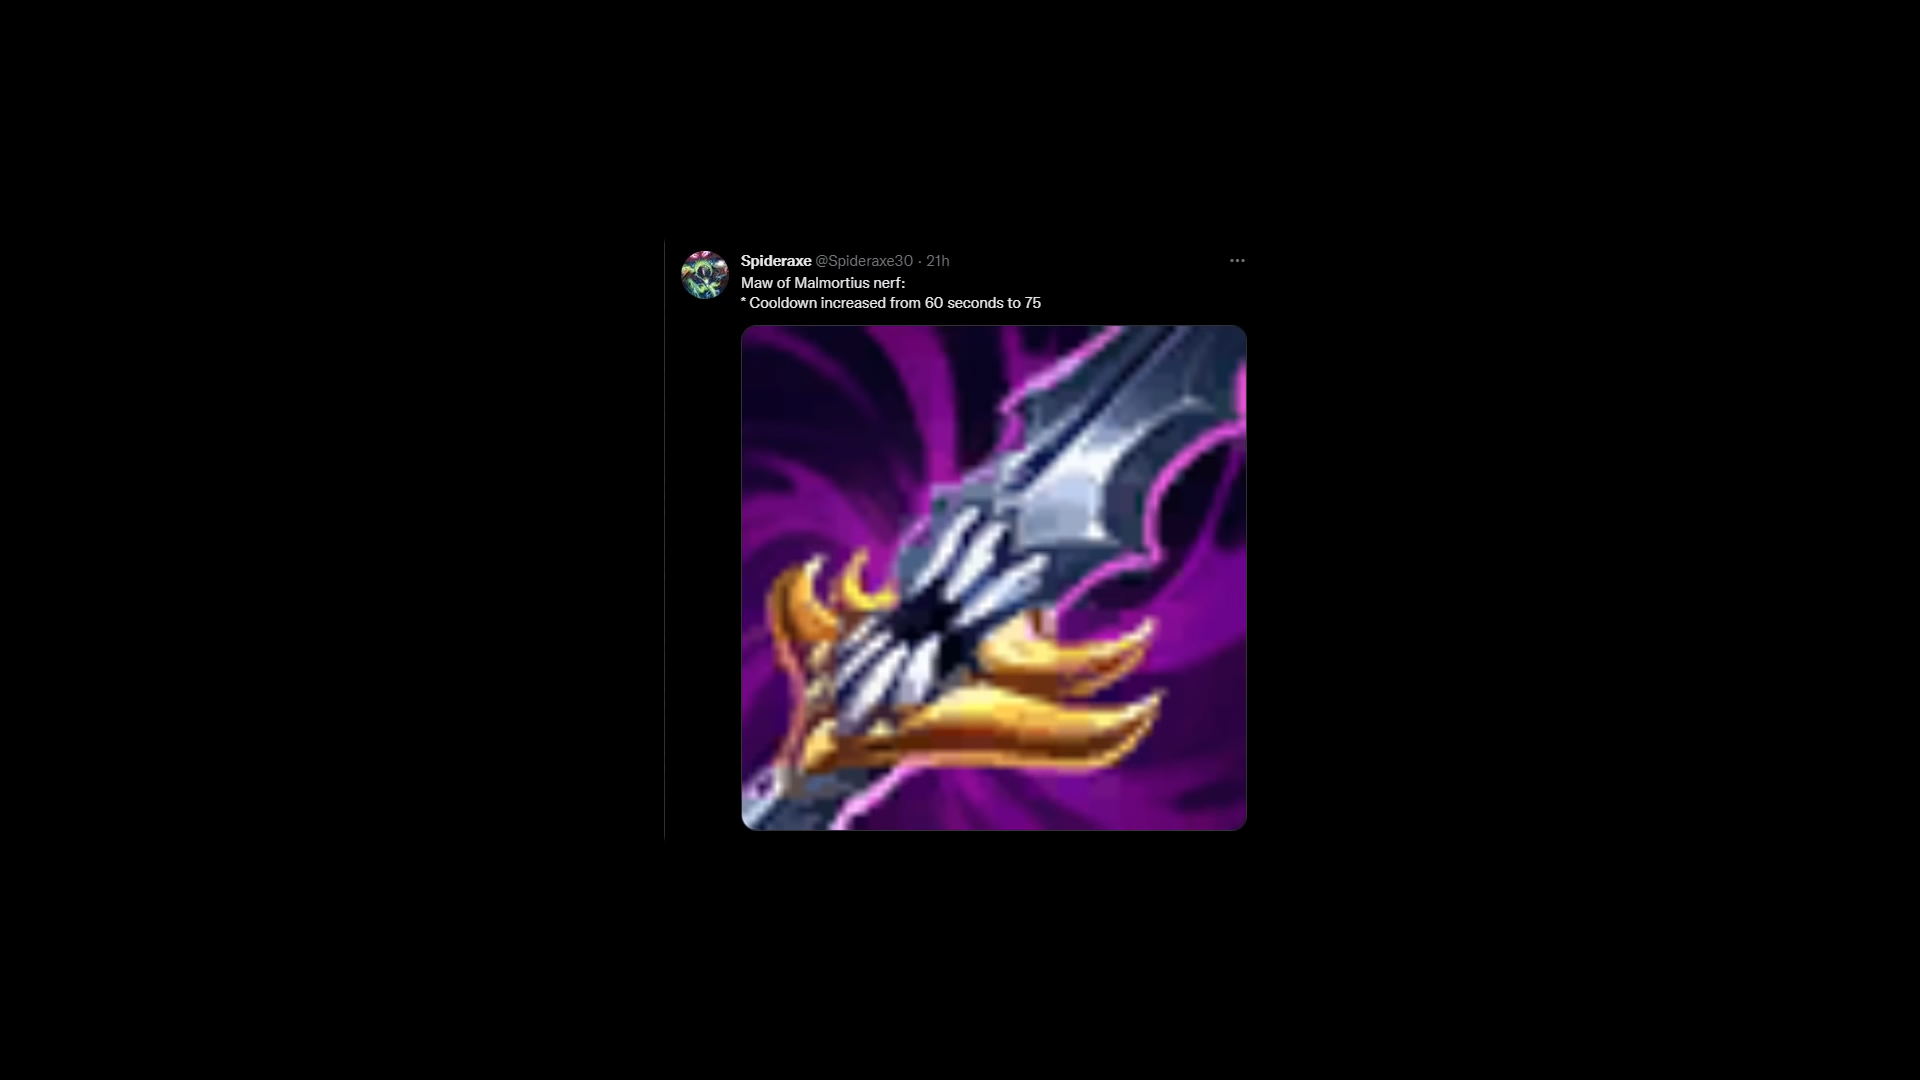 Spideraxe @Spideraxe30 · 21h
Maw of Malmortius nerf:
* Cooldown increased from 60 seconds to 75